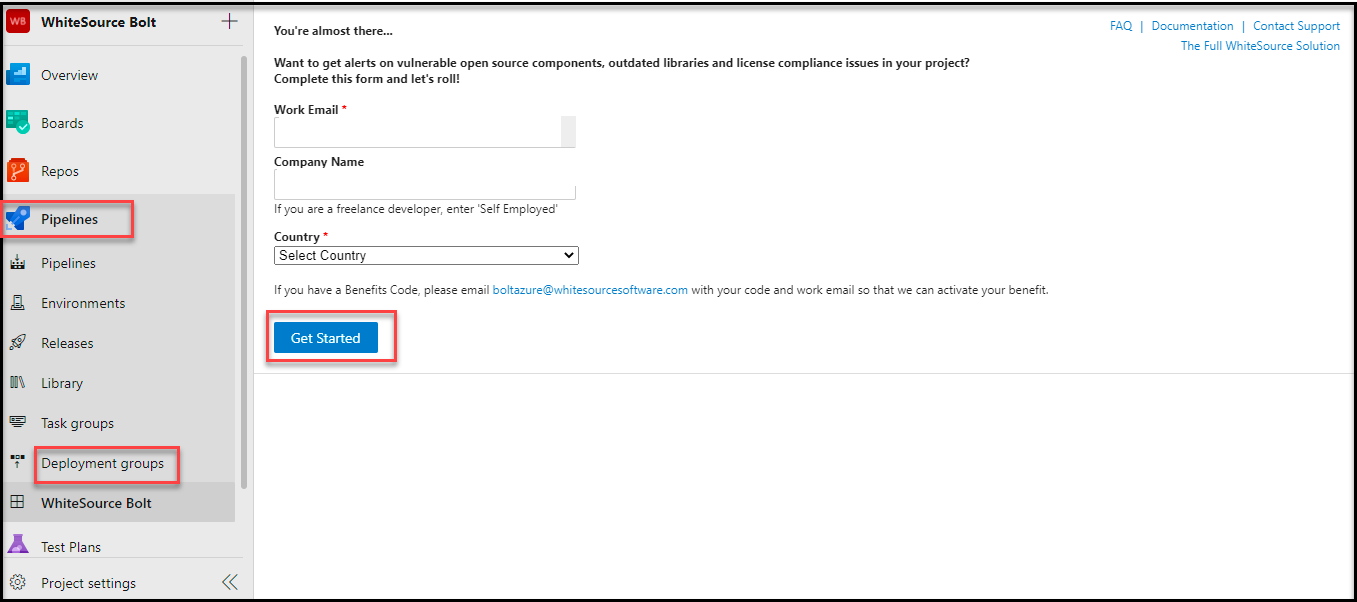 WB WhiteSource Bolt
Overview
Boards
Repos
Pipelines
Pipelines
Environments
Releases
Library
Task groups
Deployment groups
WhiteSource Bolt
Test Plans
Project settings
FAQ | Documentation | Contact Support
The Full WhiteSource Solution
You're almost there...
Want to get alerts on vulnerable open source components, outdated libraries and license compliance issues in your project?
Complete this form and let's roll!
Work Email *
Company Name
If you are a freelance developer, enter 'Self Employed'
Country *
Select Country
If you have a Benefits Code, please email boltazure@whitesourcesoftware.com with your code and work email so that we can activate your benefit.
Get Started